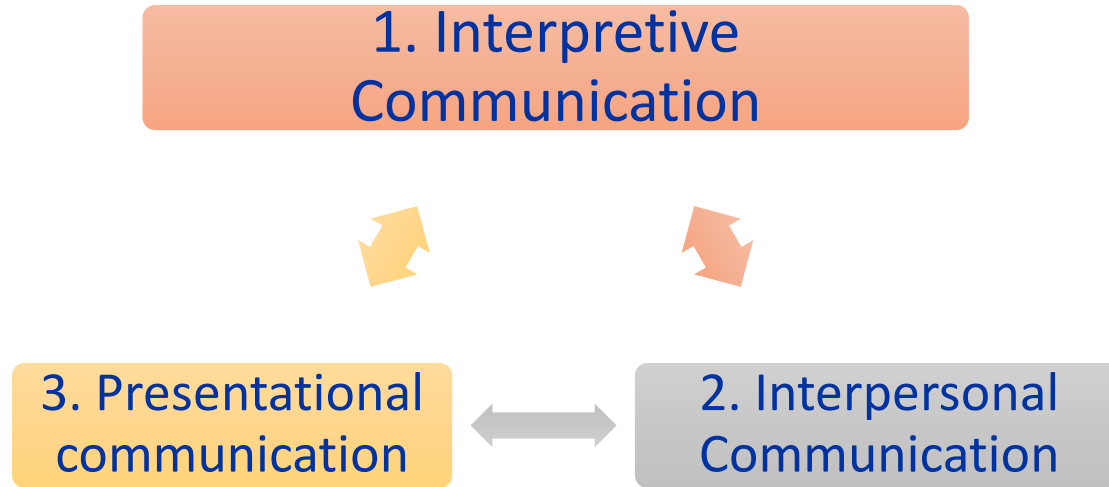 1. Interpretive
Communication
3. Presentational
communication
2. Interpersonal
Communication